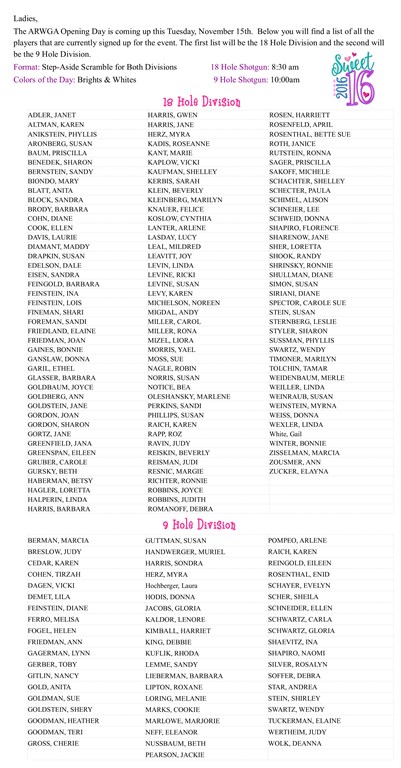 Ladies,
The ARWGA Opening Day is coming up this Tuesday, November 15th. Below you will find a list of all the
players that are currently signed up for the event. The first list will be the 18 Hole Division and the second will
be the 9 Hole Division.
Format: Step-Aside Scramble for Both Divisions 18 Hole Shotgun: 8:30 am
Colors of the Day: Brights & Whites 9 Hole Shotgun: 10:00am
Sweet
16
2016
18 Hole Division
ADLER, JANET HARRIS, GWEN ROSEN, HARRIETT
ALTMAN, KAREN HARRIS, JANE ROSENFELD, APRIL
ANIKSTEIN, PHYLLIS HERZ, MYRA ROSENTHAL, BETTE SUE
ARONBERG, SUSAN KADIS, ROSEANNE ROTH, JANICE
BAUM, PRISCILLA KANT, MARIE RUTSTEIN, RONNA
BENEDEK, SHARON KAPLOW, VICKI SAGER, PRISCILLA
BERNSTEIN, SANDY KAUFMAN, SHELLEY SAKOFF, MICHELE
BIONDO, MARY KERBIS, SARAH SCHACHTER, SHELLEY
BLATT, ANITA KLEIN, BEVERLY SCHECTER, PAULA
BLOCK, SANDRA KLEINBERG, MARILYN SCHIMEL, ALISON
BRODY, BARBARA KNAUER, FELICE SCHNEIER, LEE
COHN, DIANE KOSLOW, CYNTHIA SCHWEID, DONNA
COOK, ELLEN LANTER, ARLENE SHAPIRO, FLORENCE
DAVIS, LAURIE LASDAY, LUCY SHARENOW, JANE
DIAMANT, MADDY LEAL, MILDRED SHER, LORETTA
DRAPKIN, SUSAN LEAVITT, JOY SHOOK, RANDY
EDELSON, DALE LEVIN, LINDA SHRINSKY, RONNIE
EISEN, SANDRA LEVINE, RICKI SHULLMAN, DIANE
FEINGOLD, BARBARA LEVINE, SUSAN SIMON, SUSAN
FEINSTEIN, INA LEVY, KAREN SIRIANI, DIANE
FEINSTEIN, LOIS MICHELSON, NOREEN SPECTOR, CAROLE SUE
FINEMAN, SHARI MIGDAL, ANDY STEIN, SUSAN
FOREMAN, SANDI MILLER, CAROL STERNBERG, LESLIE
FRIEDLAND, ELAINE MILLER, RONA STYLER, SHARON
FRIEDMAN, JOAN MIZEL, LIORA SUSSMAN, PHYLLIS
GAINES, BONNIE MORRIS, YAEL SWARTZ, WENDY
GANSLAW, DONNA MOSS, SUE TIMONER, MARILYN
GARIL, ETHEL NAGLE, ROBIN TOLCHIN, TAMAR
GLASSER, BARBARA NORRIS, SUSAN WEIDENBAUM, MERLE
GOLDBAUM, JOYCE NOTICE, BEA WEILLER, LINDA
GOLDBERG, ANN OLESHANSKY, MARLENE WEINRAUB, SUSAN
GOLDSTEIN, JANE PERKINS, SANDI WEINSTEIN, MYRNA
GORDON, JOAN PHILLIPS, SUSAN WEISS, DONNA
GORDON, SHARON RAICH, KAREN WEXLER, LINDA
GORTZ, JANE RAPP, ROZ White, Gail
GREENFIELD, JANA RAVIN, JUDY WINTER, BONNIE
GREENSPAN, EILEEN REISKIN, BEVERLY ZISSELMAN, MARCIA
GRUBER, CAROLE REISMAN, JUDI ZOUSMER, ANN
GURSKY, BETH RESNIC, MARGIE ZUCKER, ELAYNA
HABERMAN, BETSY RICHTER, RONNIE
HAGLER, LORETTA ROBBINS, JOYCE
HALPERIN, LINDA ROBBINS, JUDITH
HARRIS, BARBARA ROMANOFF, DEBRA
9 Hole Division
BERMAN, MARCIA GUTTMAN, SUSAN POMPEO, ARLENE
BRESLOW, JUDY HANDWERGER, MURIEL RAICH, KAREN
CEDAR, KAREN HARRIS, SONDRA REINGOLD, EILEEN
COHEN, TIRZAH HERZ, MYRA ROSENTHAL, ENID
DAGEN, VICKI Hochberger, Laura SCHAYER, EVELYN
DEMET, LILA HODIS, DONNA SCHER, SHEILA
FEINSTEIN, DIANE JACOBS, GLORIA SCHNEIDER, ELLEN
FERRO, MELISA KALDOR, LENORE SCHWARTZ, CARLA
FOGEL, HELEN KIMBALL, HARRIET SCHWARTZ, GLORIA
FRIEDMAN, ANN KING, DEBBIE SHAEVITZ, INA
GAGERMAN, LYNN KUFLIK, RHODA SHAPIRO, NAOMI
GERBER, TOBY LEMME, SANDY SILVER, ROSALYN
GITLIN, NANCY LIEBERMAN, BARBARA SOFFER, DEBRA
GOLD, ANITA LIPTON, ROXANE STAR, ANDREA
GOLDMAN, SUE LORING, MELANIE STEIN, SHIRLEY
GOLDSTEIN, SHERY MARKS, COOKIE SWARTZ, WENDY
GOODMAN, HEATHER MARLOWE, MARJORIE TUCKERMAN, ELAINE
GOODMAN, TERI NEFF, ELEANOR WERTHEIM, JUDY
GROSS, CHERIE NUSSBAUM, BETH WOLK, DEANNA
PEARSON, JACKIE